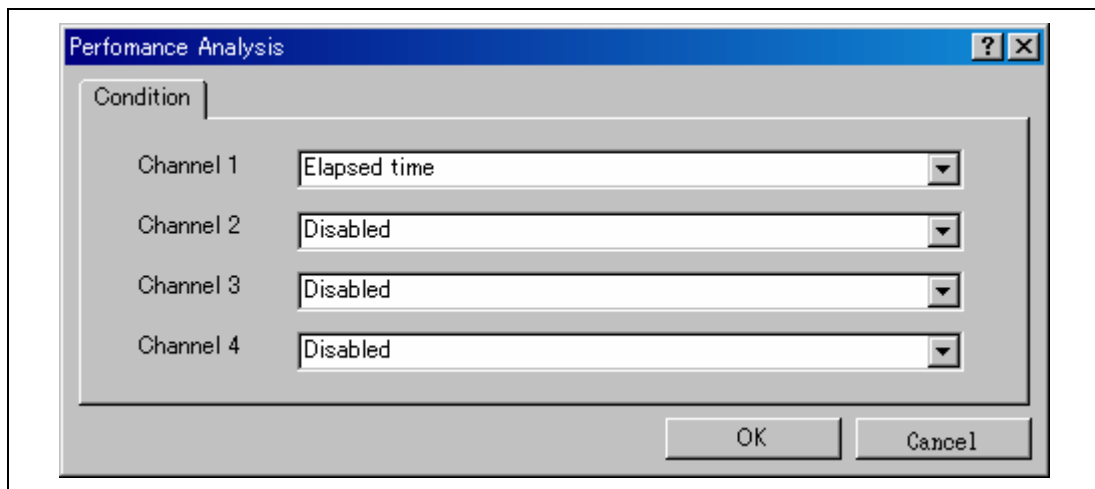 Perfomance Analysis
Condition
Channel 1 Elapsed time
Channel 2 Disabled
Channel 3 Disabled
Channel 4 Disabled
OK Cancel